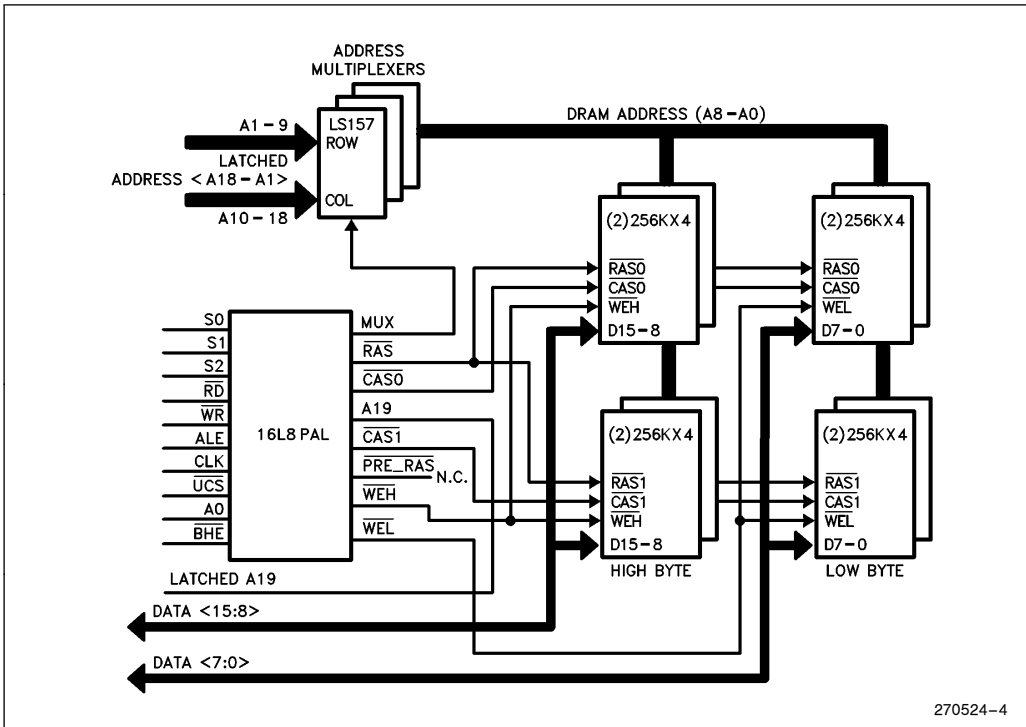 ADDRESS
MULTIPLEXERS
A1-9
LATCHED
ADDRESS <A18-A1>
A10-18
LS157
ROW
COL
DRAM ADDRESS (A8-A0)
(2)256KX4
RAS0
CAS0
WEH
D15-8
(2)256KX4
RAS0
CAS0
WEL
D7-0
S0
S1
S2
RD
WR
ALE
CLK
UCS
A0
BHE
16L8 PAL
MUX
RAS
CAS0
A19
CAS1
PRE_RAS
N.C.
WEH
WEL
(2)256KX4
RAS1
CAS1
WEH
D15-8
HIGH BYTE
(2)256KX4
RAS1
CAS1
WEL
D7-0
LOW BYTE
LATCHED A19
DATA <15:8>
DATA <7:0>
270524-4